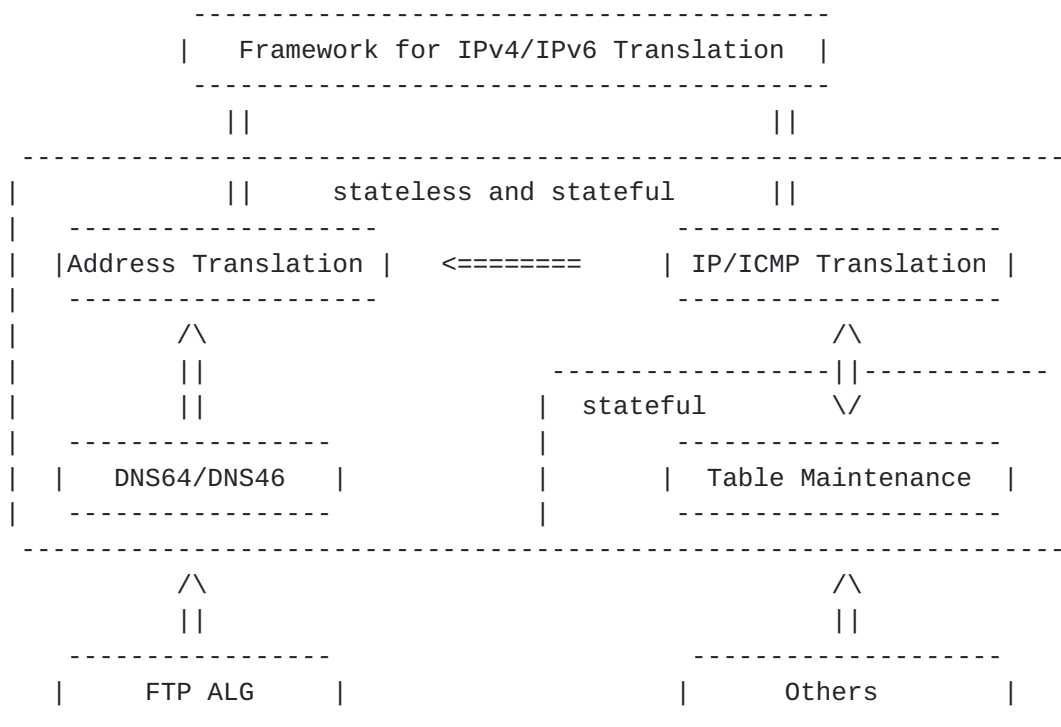 Framework for IPv4/IPv6 Translation
stateless and stateful
Address Translation <======== IP/ICMP Translation
stateful
DNS64/DNS46 Table Maintenance
FTP ALG Others